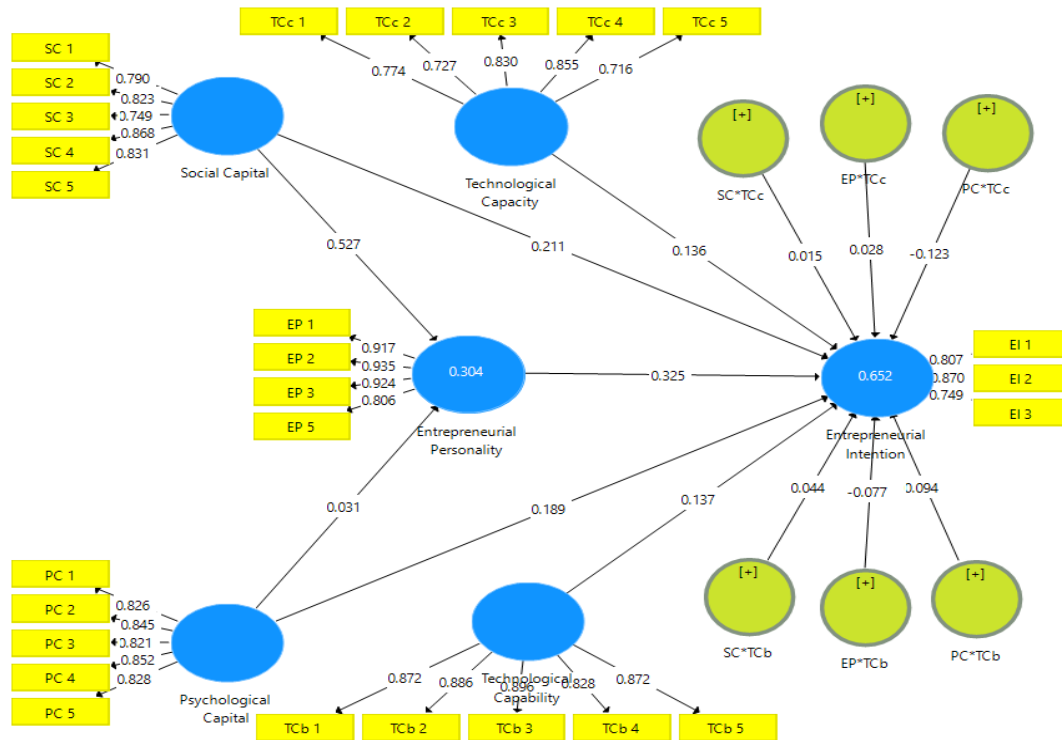 TCc 1
TCc 2
TCc 3
TCc 4
TCc 5
0.774
0.727
0.830
0.855
0.716
SC 1
SC 2
SC 3
SC 4
SC 5
0.790
0.823
0.749
0.868
0.831
Social Capital
Technological
Capacity
[+]
SC*TCc
[+]
EP*TCc
[+]
PC*TCc
0.527
0.211
0.136
0.015
0.028
-0.123
EP 1
EP 2
EP 3
EP 5
0.917
0.935
0.924
0.806
0.304
Entrepreneurial
Personality
0.325
0.652
Entrepreneurial
Intention
0.807
0.870
0.749
EI 1
EI 2
EI 3
0.031
0.189
0.137
0.044
-0.077
0.094
PC 1
PC 2
PC 3
PC 4
PC 5
0.826
0.845
0.821
0.852
0.828
Psychological
Capital
Technological
Capability
0.872
0.886
0.896
0.828
0.872
TCb 1
TCb 2
TCb 3
TCb 4
TCb 5
[+]
SC*TCb
[+]
EP*TCb
[+]
PC*TCb